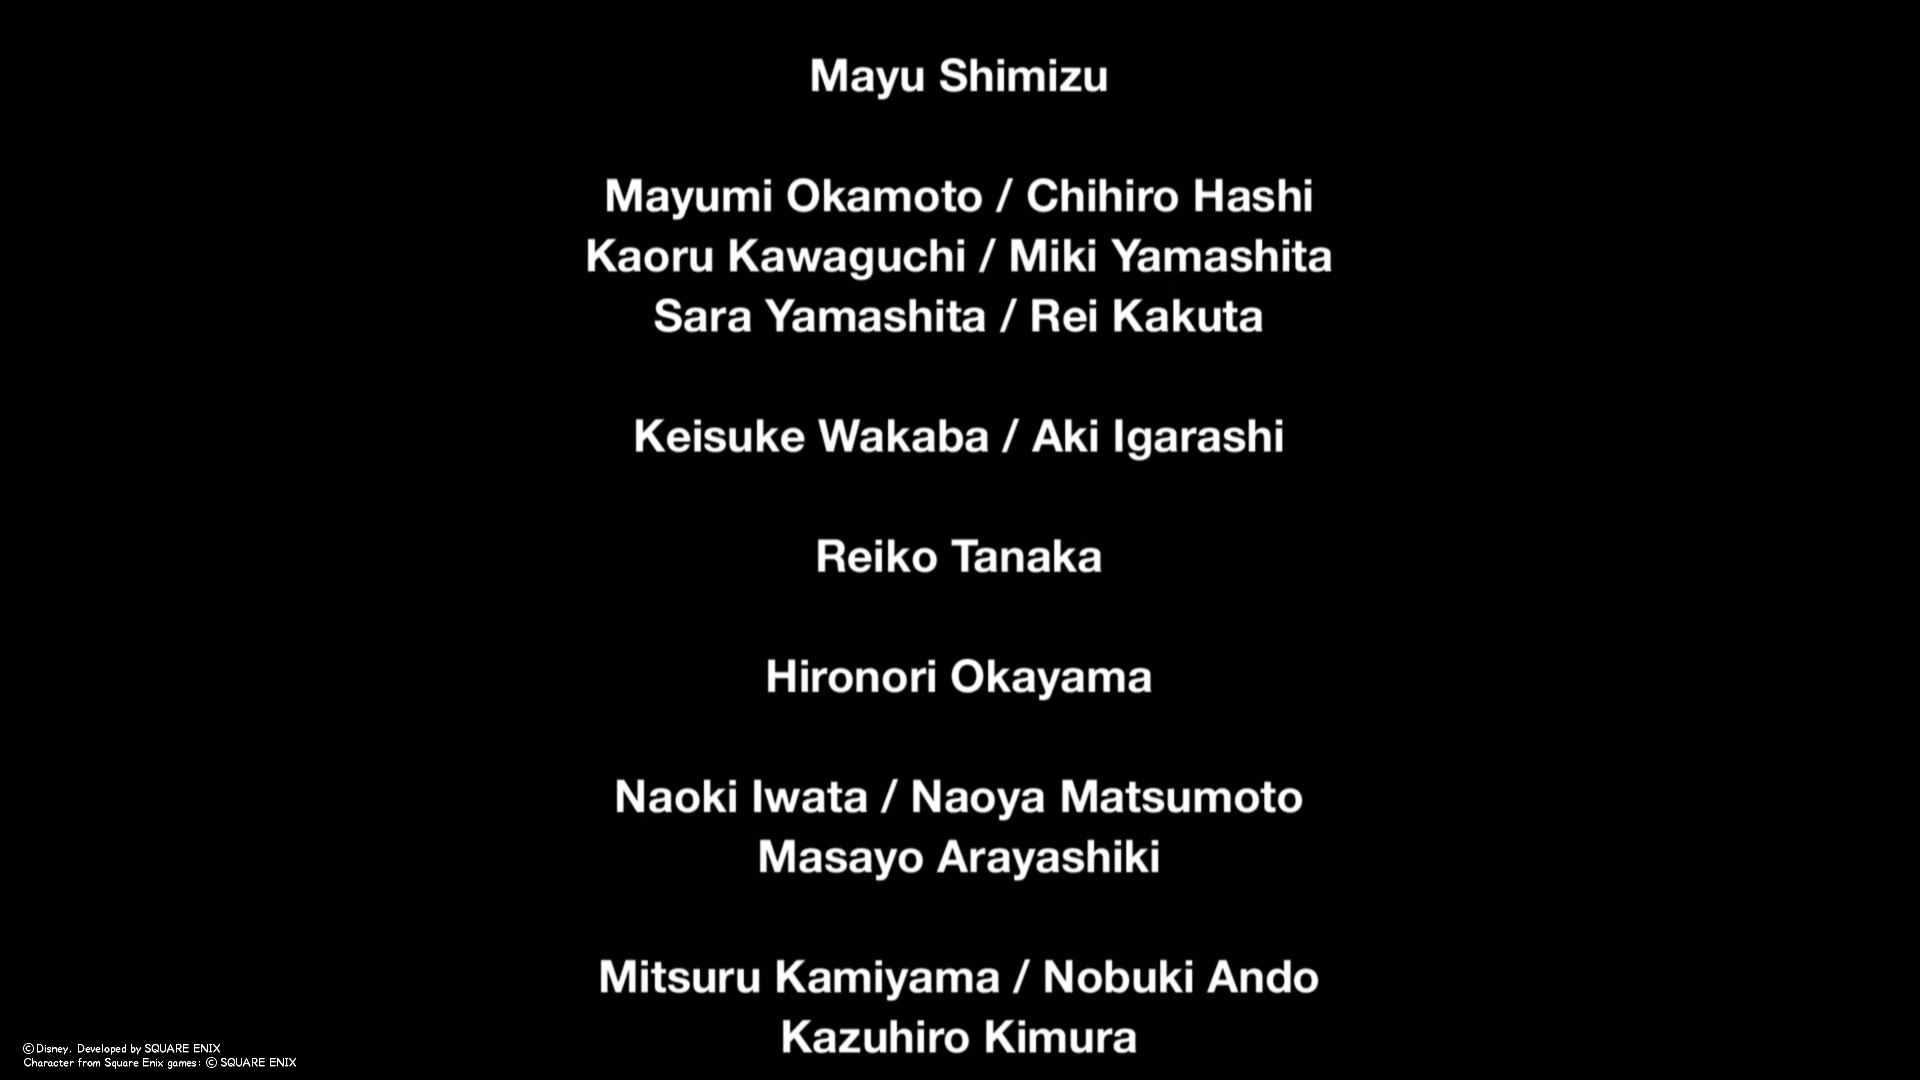 Mayu Shimizu
Mayumi Okamoto / Chihiro Hashi
Kaoru Kawaguchi / Miki Yamashita
Sara Yamashita / Rei Kakuta
Keisuke Wakaba / Aki Igarashi
Reiko Tanaka
Hironori Okayama
Naoki Iwata / Naoya Matsumoto
Masayo Arayashiki
Mitsuru Kamiyama / Nobuki Ando
Kazuhiro Kimura
©Disney. Developed by SQUARE ENIX
Character from Square Enix games: © SQUARE ENIX